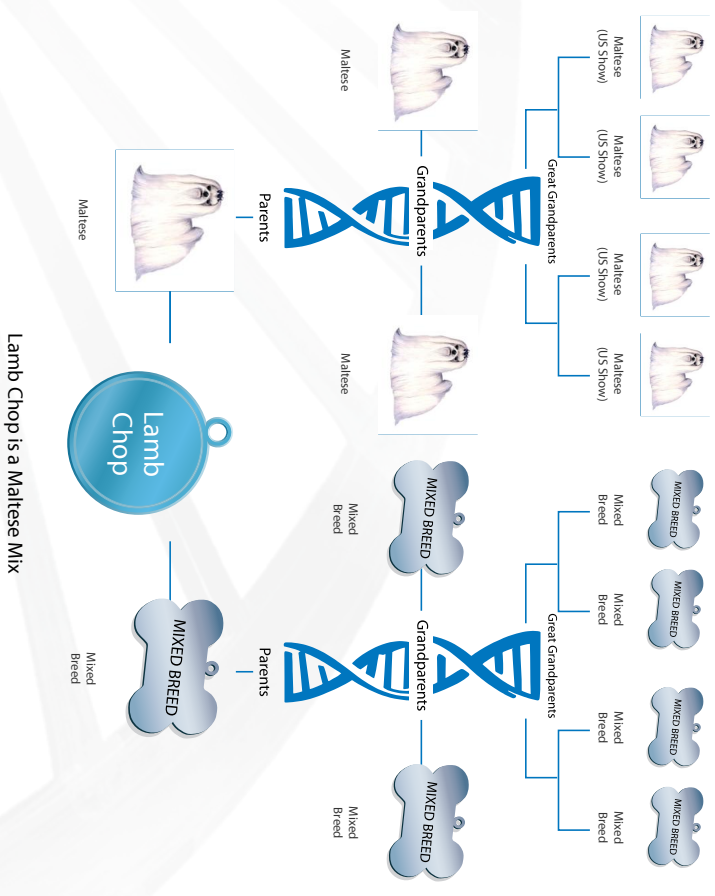 MIXED BREED
MIXED BREED
MIXED BREED
MIXED BREED
Maltese
(US Show)
Maltese
(US Show)
Maltese
(US Show)
Maltese
(US Show)
Mixed
Breed
Mixed
Breed
Mixed
Breed
Mixed
Breed
Great Grandparents
Great Grandparents
Grandparents
MIXED BREED
Grandparents
MIXED BREED
Maltese
Maltese
Mixed
Breed
Mixed
Breed
Parents
Parents
MIXED BREED
Maltese
Lamb
Chop
Mixed
Breed
Lamb Chop is a Maltese Mix